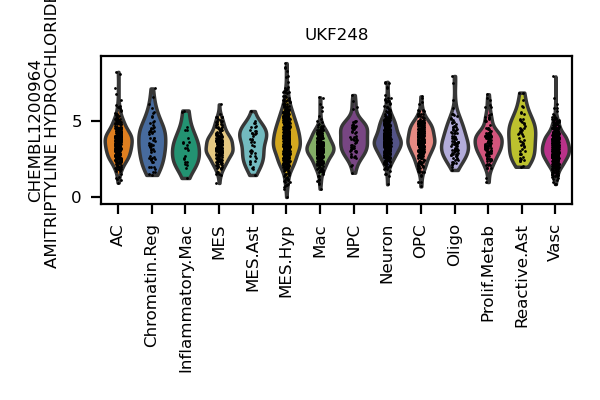 UKF248
CHEMBL1200964
AMITRIPTYLINE HYDROCHLORIDE
5
0
AC
Chromatin.Reg
Inflammatory.Mac
MES
MES.Ast
MES.Hyp
Mac
NPC
Neuron
OPC
Oligo
Prolif.Metab
Reactive.Ast
Vasc